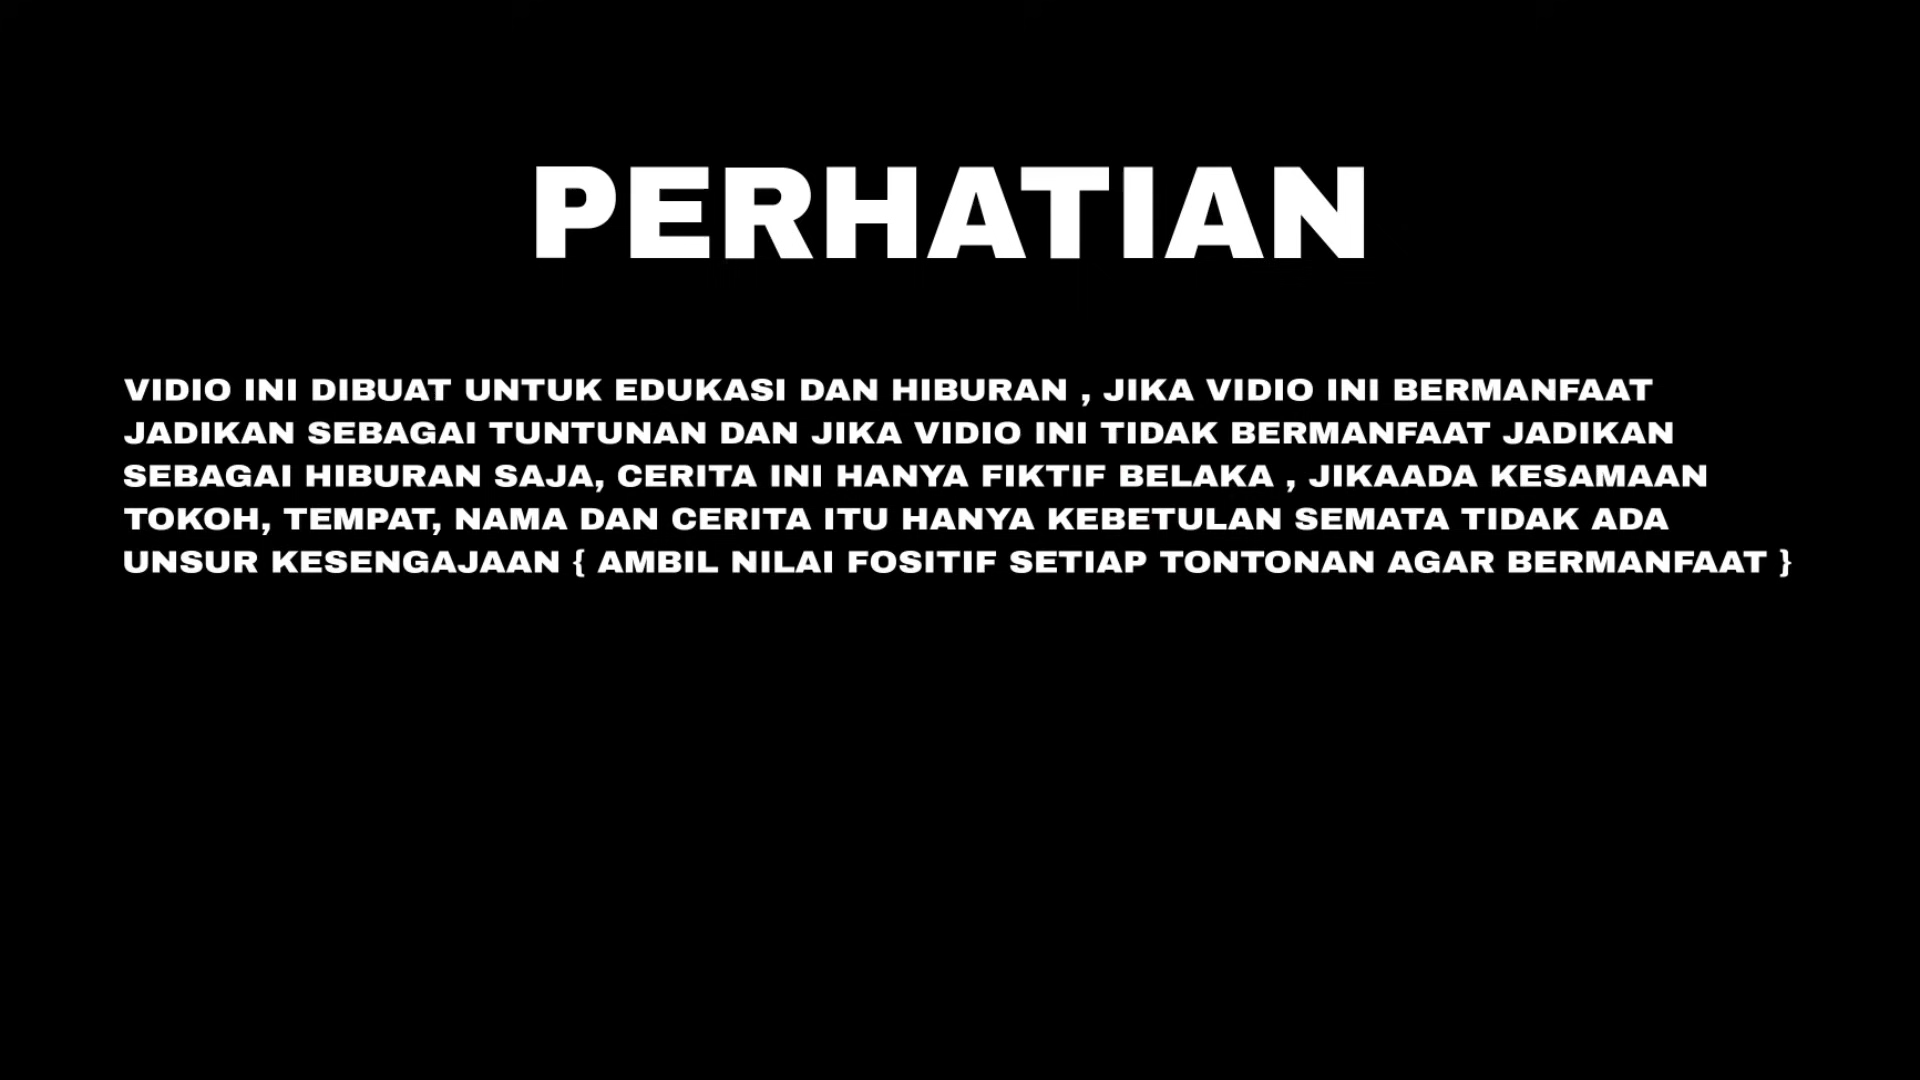 PERHATIAN
VIDIO INI DIBUAT UNTUK EDUKASI DAN HIBURAN , JIKA VIDIO INI BERMANFAAT
JADIKAN SEBAGAI TUNTUNAN DAN JIKA VIDIO INI TIDAK BERMANFAAT JADIKAN
SEBAGAI HIBURAN SAJA, CERITA INI HANYA FIKTIF BELAKA , JIKAADA KESAMAAN
TOKOH, TEMPAT, NAMA DAN CERITA ITU HANYA KEBETULAN SEMATA TIDAK ADA
UNSUR KESENGAJAAN { AMBIL NILAI FOSITIF SETIAP TONTONAN AGAR BERMANFAAT }